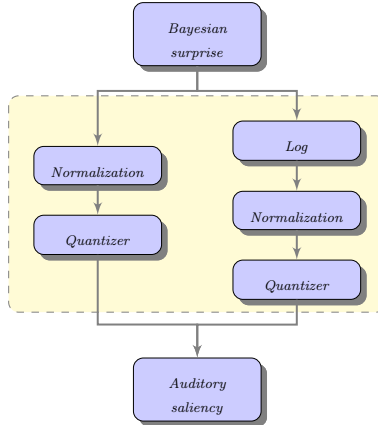 Bayesian
surprise
Normalization
Quantizer
Log
Normalization
Quantizer
Auditory
saliency